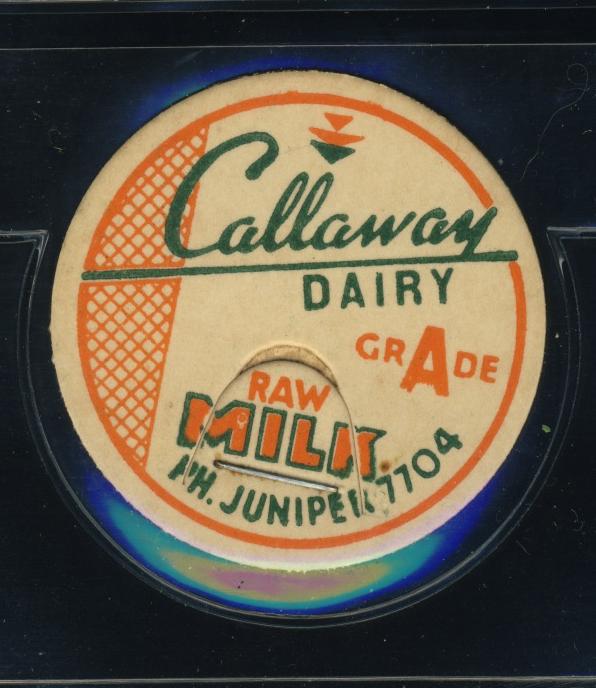 Callaway
DAIRY
GRADE
RAW
MILK
PH. JUNIPER 7704